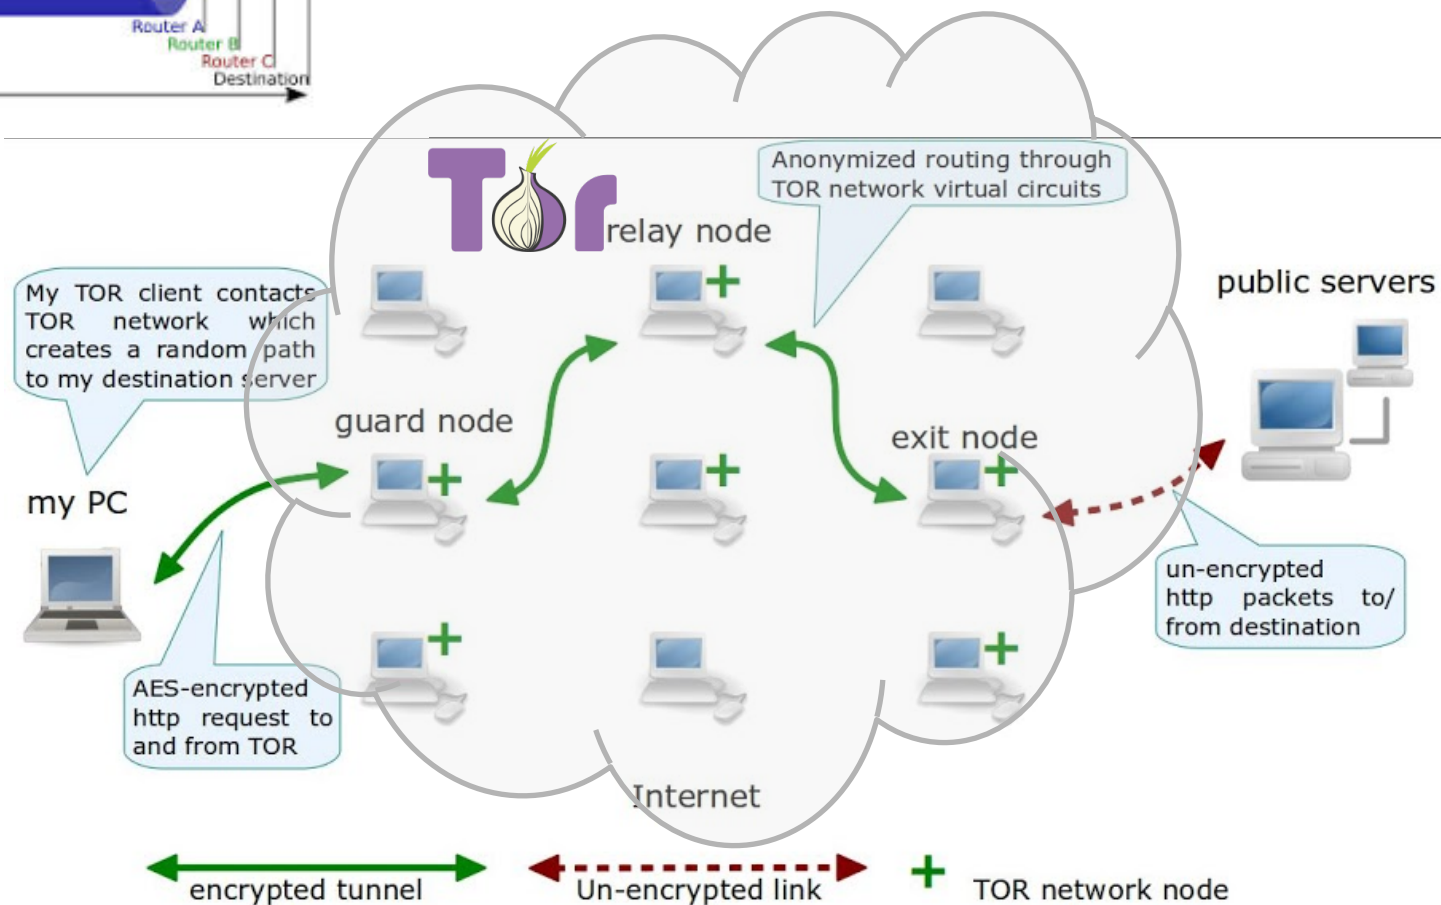 Router A
Router B
Router C
Destination
Tor
Anonymized routing through
TOR network virtual circuits
relay node
public servers
My TOR client contacts
TOR network which
creates a random path
to my destination server
guard node
exit node
my PC
un-encrypted
http packets to/
from destination
AES-encrypted
http request to
and from TOR
Internet
encrypted tunnel
Un-encrypted link
TOR network node